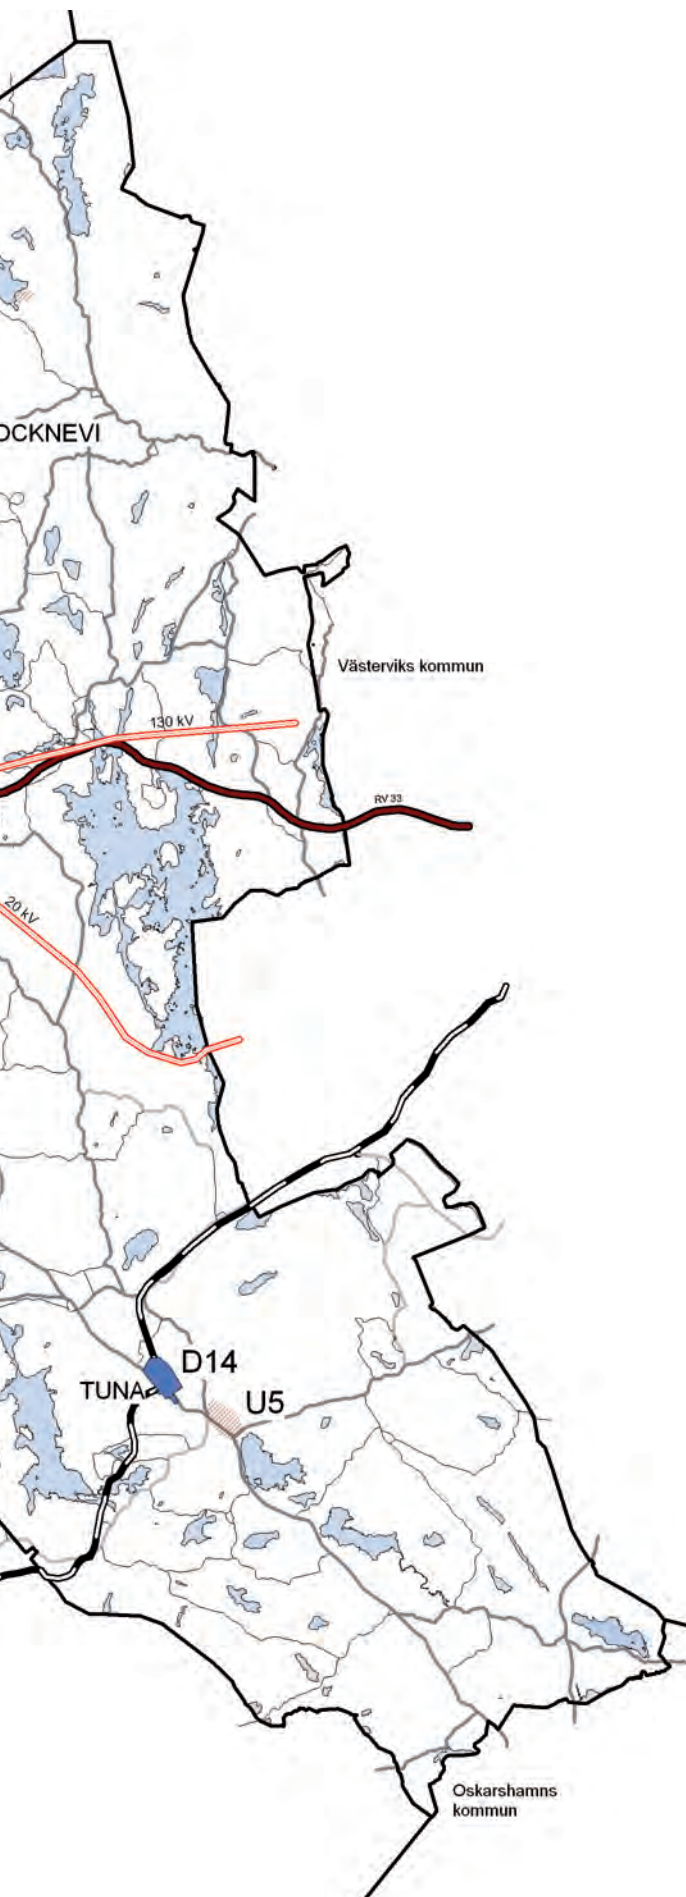 OCKNEVI
Västerviks kommun
130 kV
RV 33
20 kV
D14
TUNA
U5
Oskarshamns
kommun